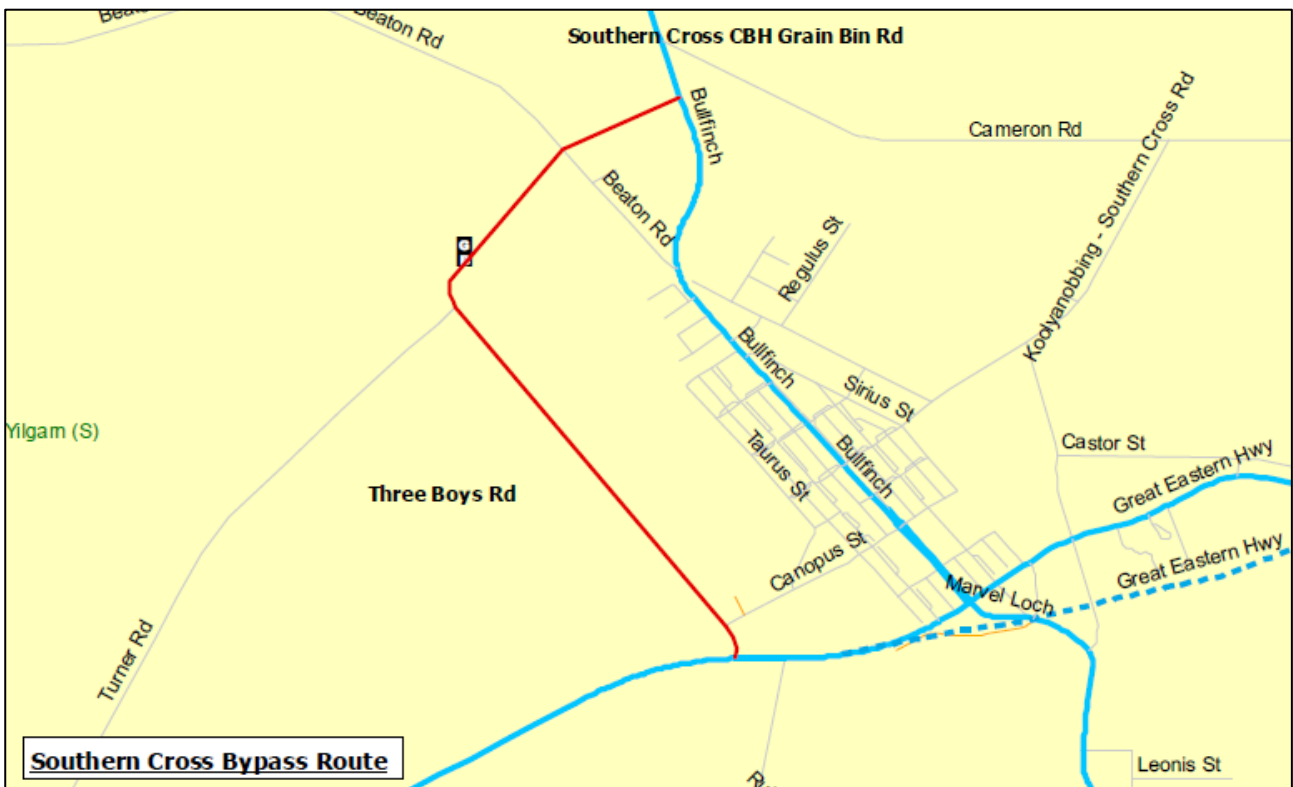 Beaton Rd
Southern Cross CBH Grain Bin Rd
Bullfinch
Cameron Rd
Koolyanobbing - Southern Cross Rd
Beaton Rd
Regulus St
Bullfinch
Sirius St
Yilgarn (S)
Taurus St
Bullfinch
Castor St
Great Eastern Hwy
Three Boys Rd
Canopus St
Great Eastern Hwy
Marvel Loch
Turner Rd
Southern Cross Bypass Route
Leonis St